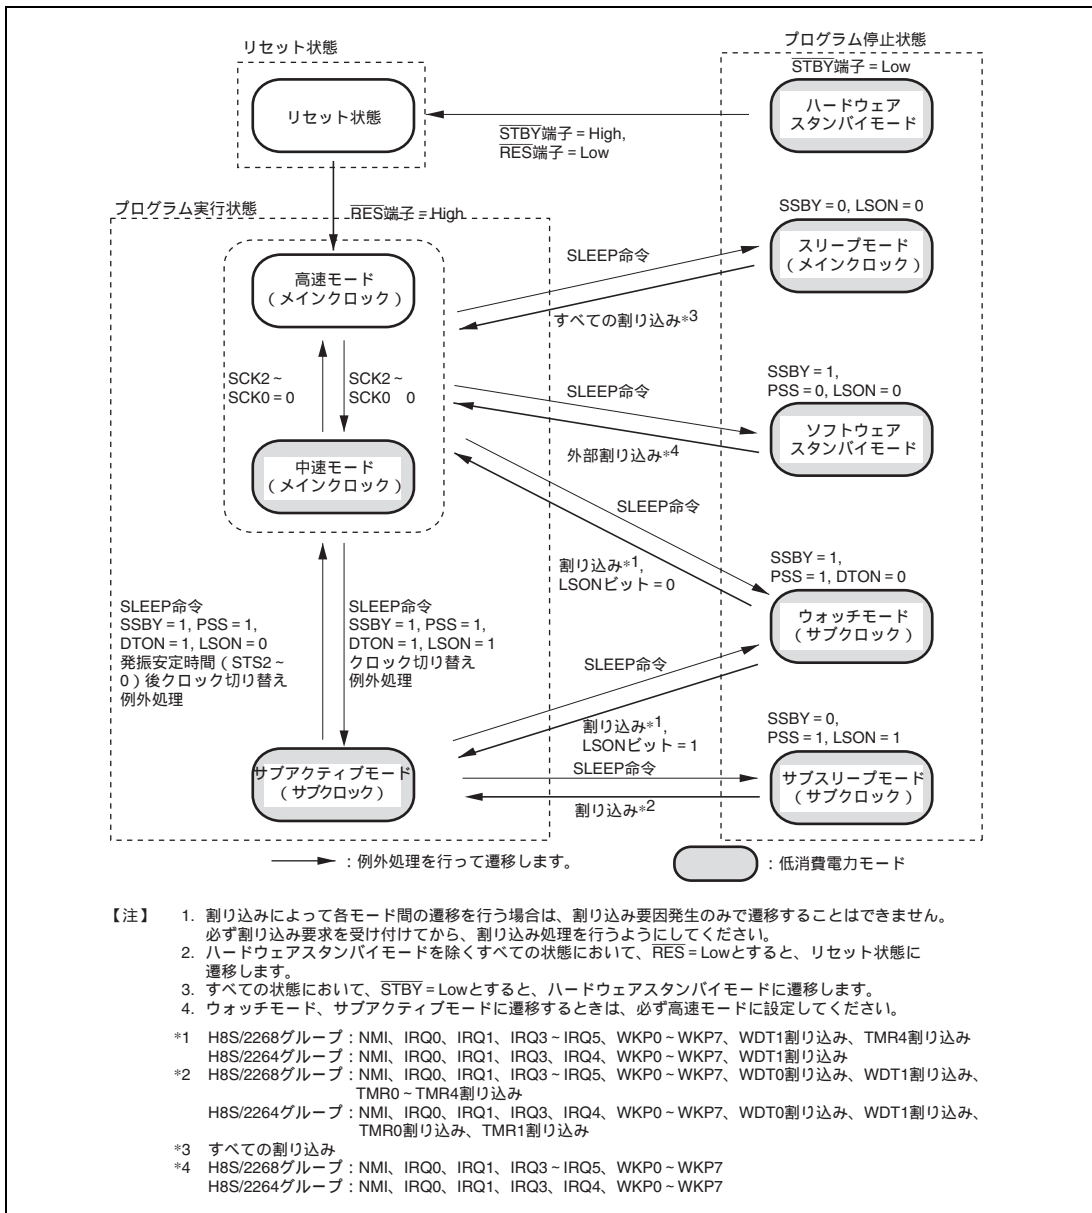 リセット状態
プログラム停止状態
STBY端子 = Low
リセット状態
ハードウェア
スタンバイモード
STBY端子 = High,
RES端子 = Low
プログラム実行状態
RES端子 = High
SSBY = 0, LSON = 0
高速モード
（メインクロック）
SLEEP命令
スリープモード
（メインクロック）
すべての割り込み*3
SCK2～
SCK0 = 0
SCK2～
SCK0 0
SLEEP命令
SSBY = 1,
PSS = 0, LSON = 0
ソフトウェア
スタンバイモード
外部割り込み*4
中速モード
（メインクロック）
SLEEP命令
割り込み*1,
LSONビット = 0
SSBY = 1,
PSS = 1, DTON = 0
ウォッチモード
（サブクロック）
SLEEP命令
SSBY = 1, PSS = 1,
DTON = 1, LSON = 0
発振安定時間（STS2～
0）後クロック切り替え
例外処理
SLEEP命令
SSBY = 1, PSS = 1,
DTON = 1, LSON = 1
クロック切り替え
例外処理
SLEEP命令
割り込み*1,
LSONビット = 1
SSBY = 0,
PSS = 1, LSON = 1
サブアクティブモード
（サブクロック）
SLEEP命令
割り込み*2
サブスリープモード
（サブクロック）
：例外処理を行って遷移します。
：低消費電力モード
【注】 1. 割り込みによって各モード間の遷移を行う場合は、割り込み要因発生のみで遷移することはできません。
必ず割り込み要求を受け付けてから、割り込み処理を行うようにしてください。
2. ハードウェアスタンバイモードを除くすべての状態において、RES = Lowとすると、リセット状態に
遷移します。
3. すべての状態において、STBY = Lowとすると、ハードウェアスタンバイモードに遷移します。
4. ウォッチモード、サブアクティブモードに遷移するときは、必ず高速モードに設定してください。
*1 H8S/2268グループ：NMI、IRQ0、IRQ1、IRQ3～IRQ5、WKP0～WKP7、WDT1割り込み、TMR4割り込み
H8S/2264グループ：NMI、IRQ0、IRQ1、IRQ3、IRQ4、WKP0～WKP7、WDT1割り込み
*2 H8S/2268グループ：NMI、IRQ0、IRQ1、IRQ3～IRQ5、WKP0～WKP7、WDT0割り込み、WDT1割り込み、
TMR0～TMR4割り込み
H8S/2264グループ：NMI、IRQ0、IRQ1、IRQ3、IRQ4、WKP0～WKP7、WDT0割り込み、WDT1割り込み、
TMR0割り込み、TMR1割り込み
*3 すべての割り込み
*4 H8S/2268グループ：NMI、IRQ0、IRQ1、IRQ3～IRQ5、WKP0～WKP7
H8S/2264グループ：NMI、IRQ0、IRQ1、IRQ3、IRQ4、WKP0～WKP7